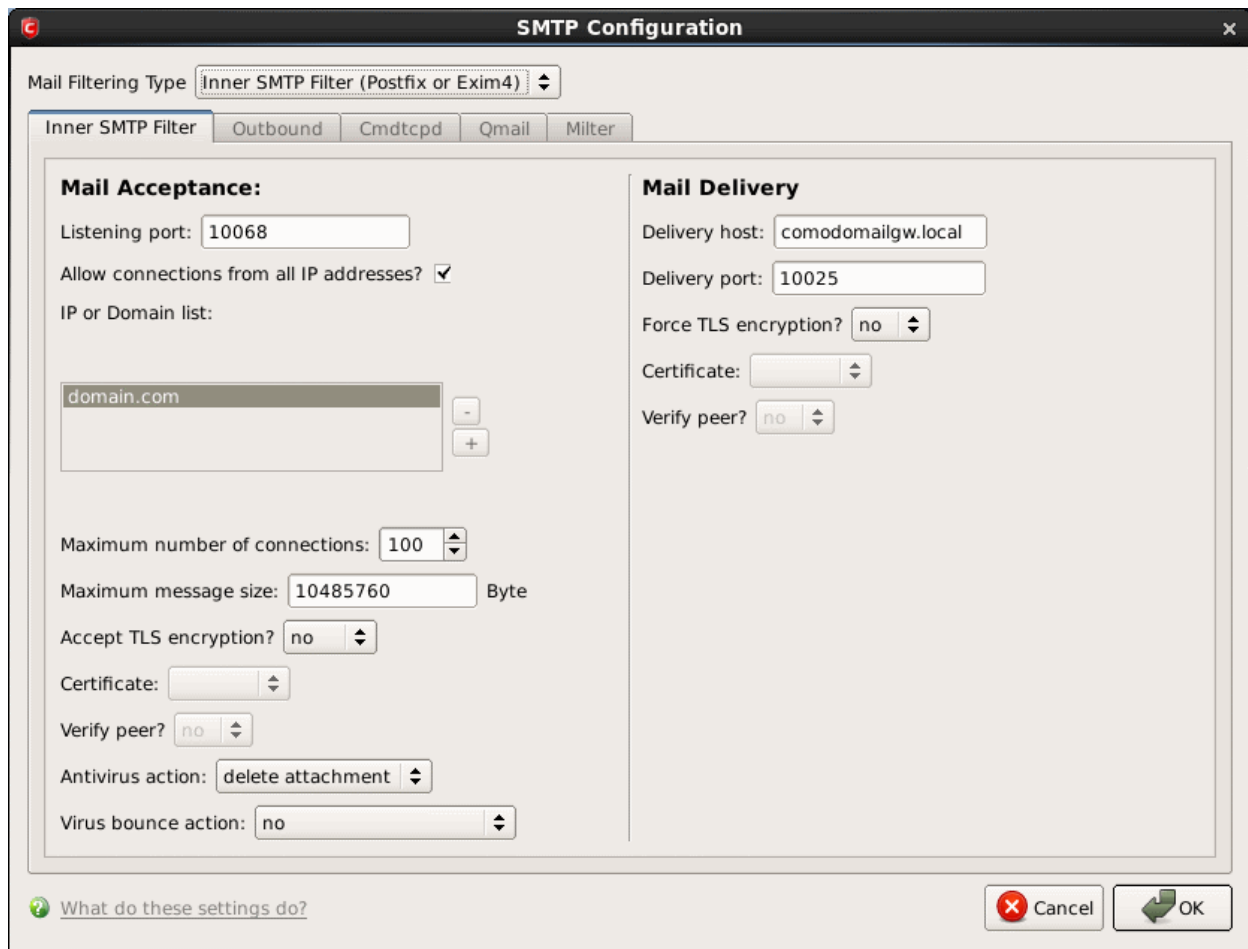 SMTP Configuration
Mail Filtering Type Inner SMTP Filter (Postfix or Exim4)
Inner SMTP Filter Outbound Cmdtcpd Qmail Milter
Mail Acceptance:
Listening port: 10068
Allow connections from all IP addresses?
IP or Domain list:
domain.com
-
+
Maximum number of connections: 100
Maximum message size: 10485760 Byte
Accept TLS encryption? no
Certificate:
Verify peer? no
Antivirus action: delete attachment
Virus bounce action: no
Mail Delivery
Delivery host: comodomailgw.local
Delivery port: 10025
Force TLS encryption? no
Certificate:
Verify peer? no
What do these settings do?
Cancel
OK